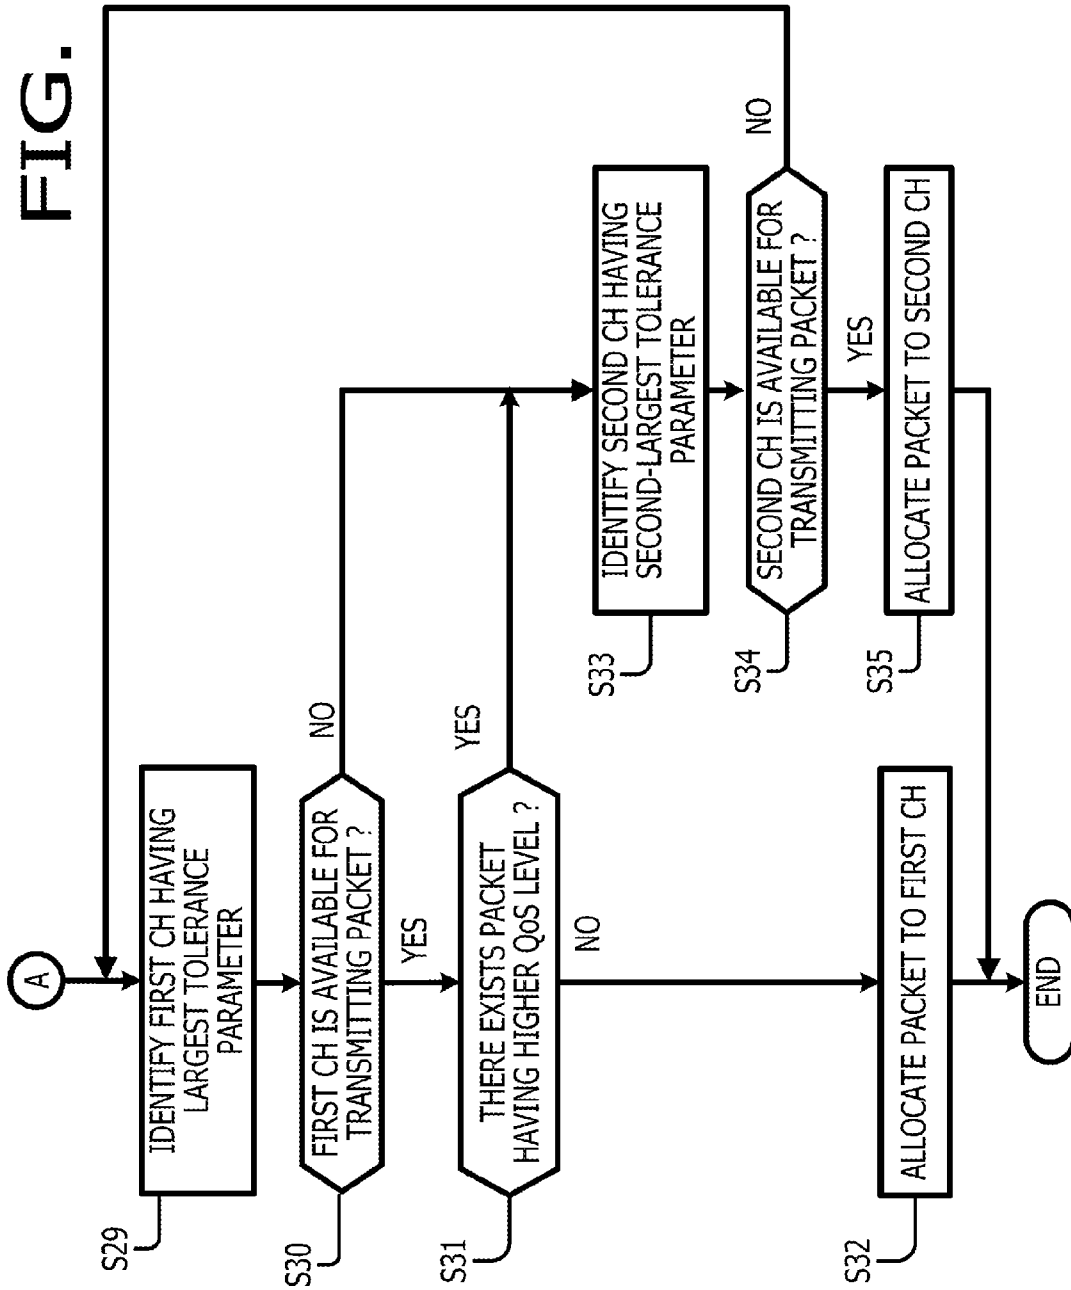 FIG.
A
S29
IDENTIFY FIRST CH HAVING
LARGEST TOLERANCE
PARAMETER
S30
FIRST CH IS AVAILABLE FOR
TRANSMITTING PACKET ?
NO
YES
S31
THERE EXISTS PACKET
HAVING HIGHER QoS LEVEL ?
YES
NO
S33
IDENTIFY SECOND CH HAVING
SECOND-LARGEST TOLERANCE
PARAMETER
S34
SECOND CH IS AVAILABLE FOR
TRANSMITTING PACKET ?
NO
YES
S32
ALLOCATE PACKET TO FIRST CH
S35
ALLOCATE PACKET TO SECOND CH
END